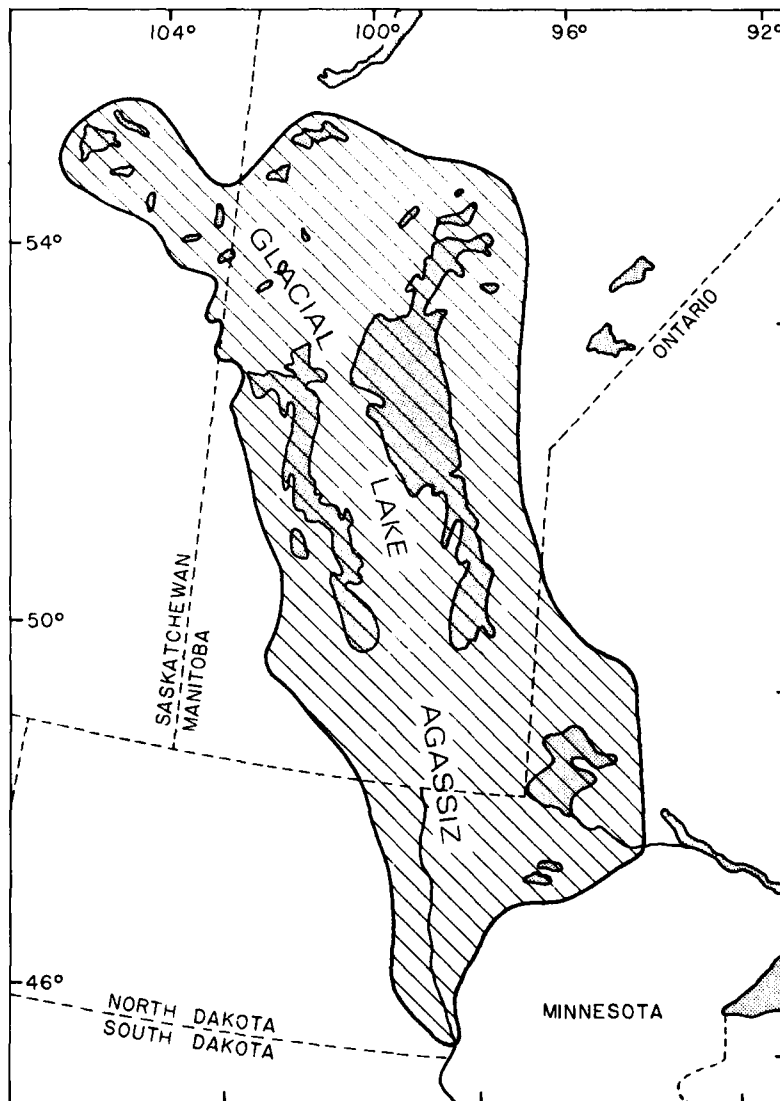 104°
100°
96°
92°
54°
50°
46°
GLACIAL
LAKE
AGASSIZ
ONTARIO
SASKATCHEWAN
MANITOBA
NORTH DAKOTA
SOUTH DAKOTA
MINNESOTA